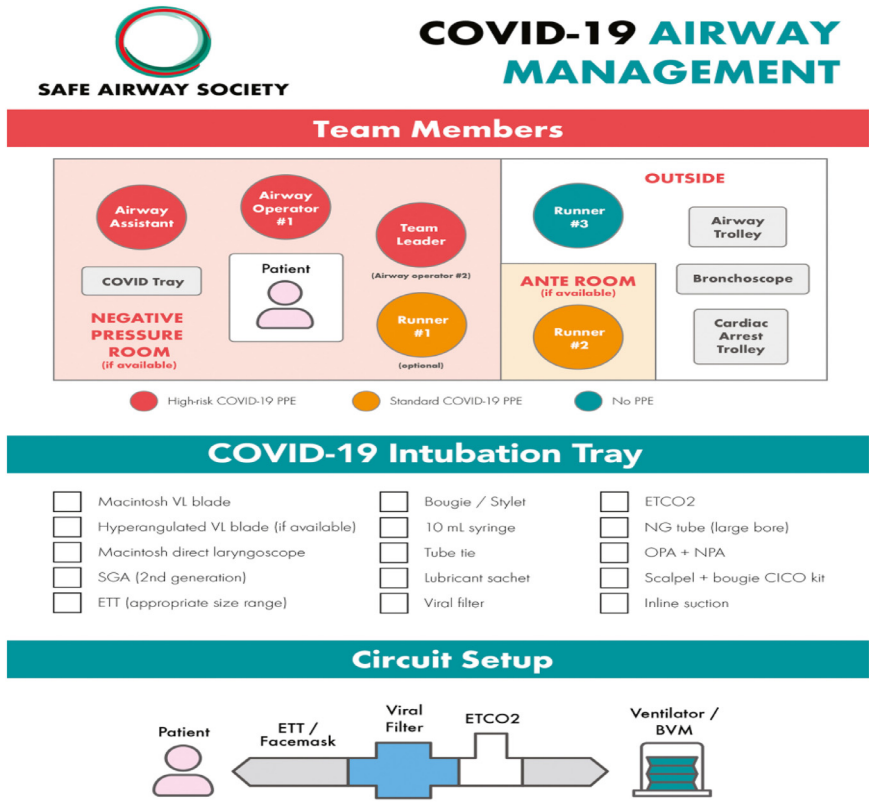 SAFE AIRWAY SOCIETY
COVID-19 AIRWAY
MANAGEMENT
Team Members
Airway
Assistant
Airway
Operator
#1
Team
Leader
(Airway operator #2)
COVID Tray
Patient
Runner
#1
(optional)
NEGATIVE
PRESSURE
ROOM
(if available)
OUTSIDE
Runner
#3
Airway
Trolley
ANTE ROOM
(if available)
Runner
#2
Bronchoscope
Cardiac
Arrest
Trolley
High-risk COVID-19 PPE
Standard COVID-19 PPE
No PPE
COVID-19 Intubation Tray
Macintosh VL blade
Hyperangulated VL blade (if available)
Macintosh direct laryngoscope
SGA (2nd generation)
ETT (appropriate size range)
Bougie / Stylet
10 mL syringe
Tube tie
Lubricant sachet
Viral filter
ETCO2
NG tube (large bore)
OPA + NPA
Scalpel + bougie CICO kit
Inline suction
Circuit Setup
Patient
ETT /
Facemask
Viral
Filter
ETCO2
Ventilator /
BVM